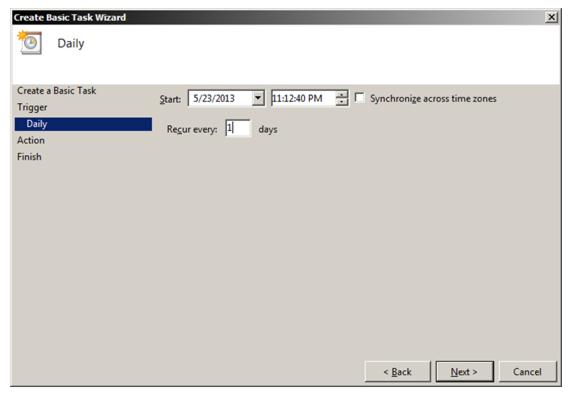 Create Basic Task Wizard
Daily
Create a Basic Task
Trigger
Daily
Action
Finish
Start: 5/23/2013 11:12:40 PM Synchronize across time zones
Recur every: 1 days
< Back Next > Cancel